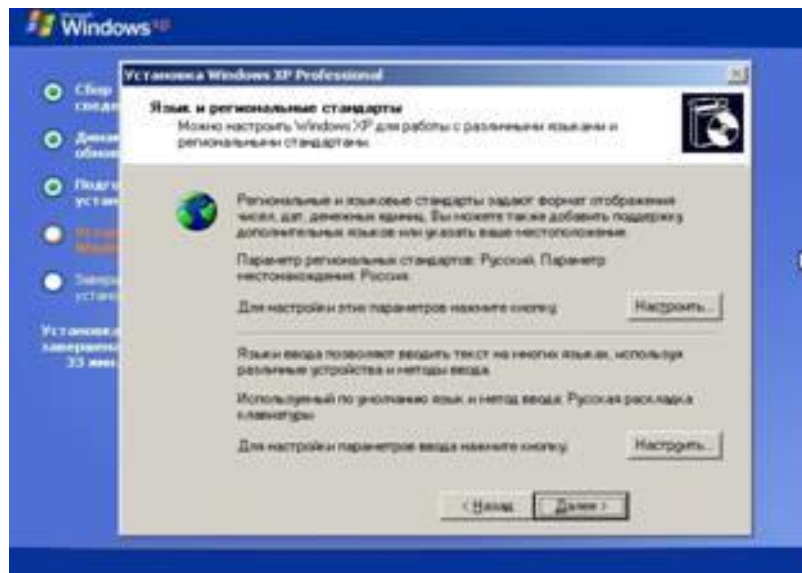 Windows xp
Сбор
сведе
Динам
обнов
Подго
устан
Устан
Windo
Завер
устано
Установка
завершена
33 мин.
Установка Windows XP Professional
Язык и региональные стандарты
Можно настроить Windows XP для работы с различными языками и
региональными стандартами.
Региональные и языковые стандарты задают формат отображения
чисел, дат, денежных единиц. Вы можете также добавить поддержку
дополнительных языков или указать ваше местоположение.
Параметр региональных стандартов: Русский, Параметр
местонахождения: Россия.
Для настройки этих параметров нажмите кнопку
Настроить...
Языки ввода позволяют вводить текст на многих языках, используя
различные устройства и методы ввода.
Используемый по умолчанию язык и метод ввода: Русская раскладка
клавиатуры
Для настройки параметров ввода нажмите кнопку
Настроить...
< Назад
Далее >